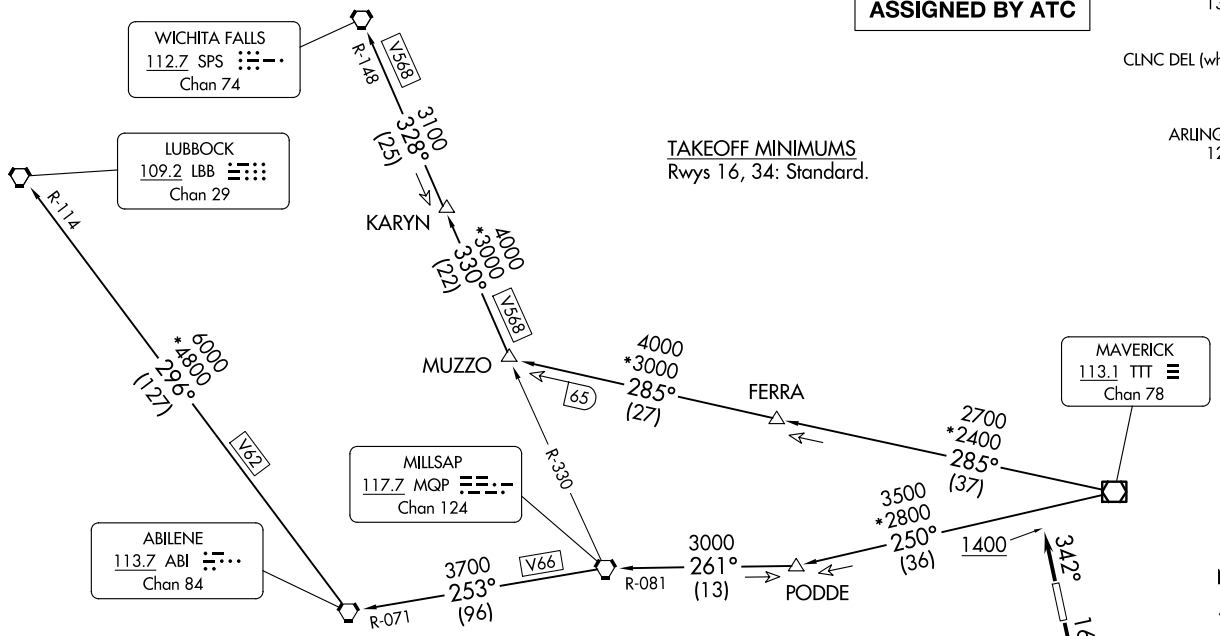 ASSIGNED BY ATC
WICHITA FALLS
112.7 SPS
Chan 74
R-148
V568
3100
328°
(25)
CLNC DEL (wh
LUBBOCK
109.2 LBB
Chan 29
R-114
TAKEOFF MINIMUMS
Rwys 16, 34: Standard.
KARYN
4000
*3000
330°
(22)
V568
MUZZO
6000
*4800
296°
(127)
V62
4000
*3000
285°
(27)
65
FERRA
MAVERICK
113.1 TTT
Chan 78
2700
*2400
285°
(37)
MILLSAP
117.7 MQP
Chan 124
R-330
3500
*2800
250°
(36)
1400
342°
ABILENE
113.7 ABI
Chan 84
R-071
3700
253°
(96)
V66
R-081
3000
261°
(13)
PODDE
ARLING
12
16